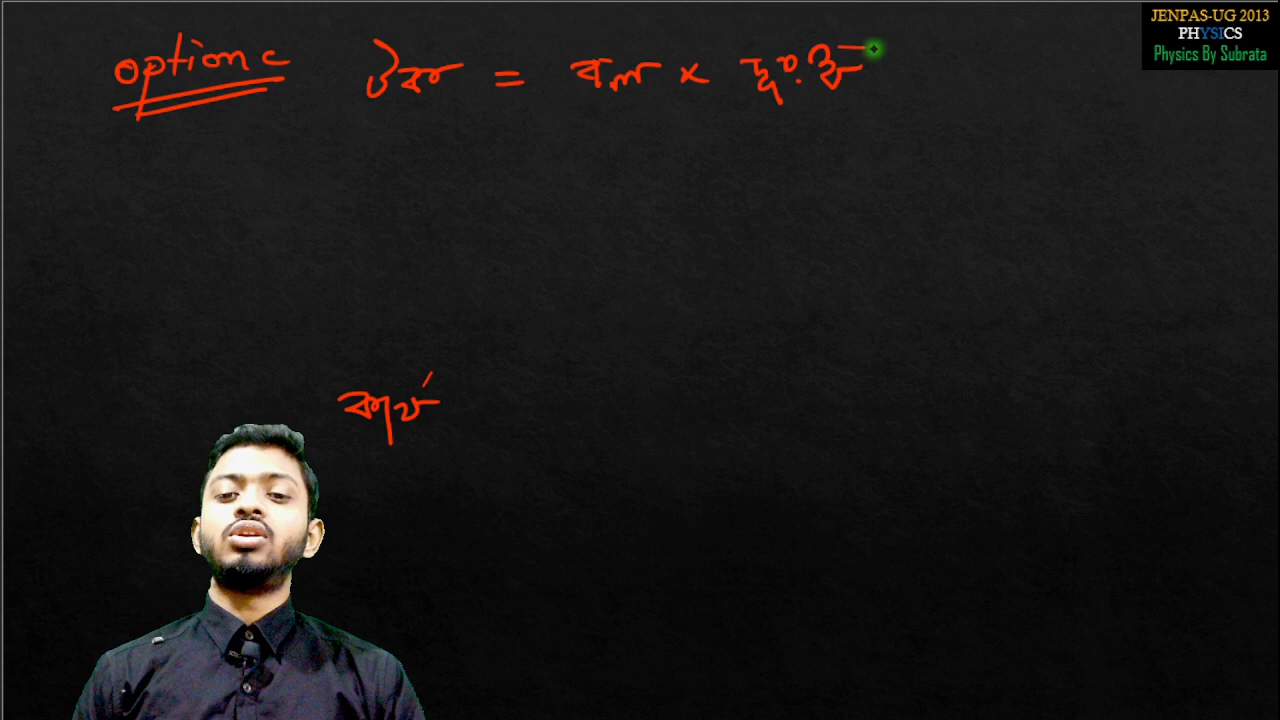 JENPAS-UG 2013
PHYSICS
Physics By Subrata
option c টর্ক = বল ×
কার্য